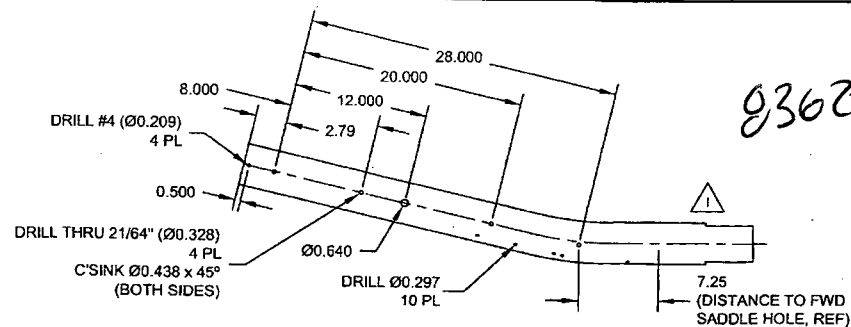 28.000
20.000
8.000
12.000
2.79
DRILL #4 (Ø0.209)
4 PL
0.500
DRILL THRU 21/64" (Ø0.328)
4 PL
C'SINK Ø0.438 x 45°
(BOTH SIDES)
Ø0.640
DRILL Ø0.297
10 PL
1
7.25
(DISTANCE TO FWD
SADDLE HOLE, REF)